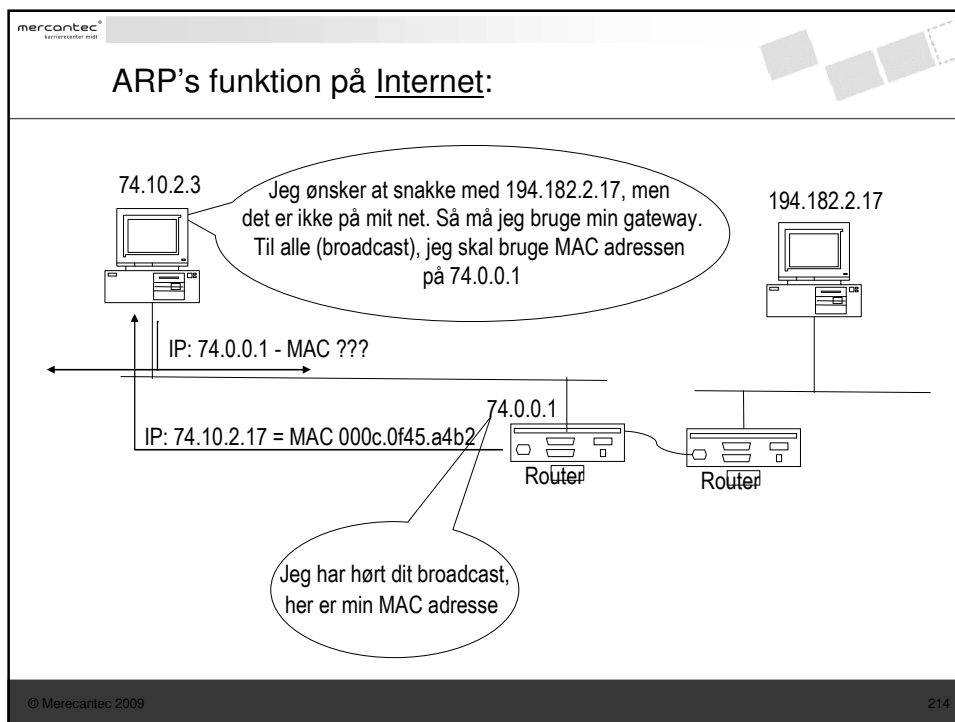 mercantec+
karrierecenter midt
ARP's funktion på Internet:
74.10.2.3
Jeg ønsker at snakke med 194.182.2.17, men
det er ikke på mit net. Så må jeg bruge min gateway.
Til alle (broadcast), jeg skal bruge MAC adressen
på 74.0.0.1
194.182.2.17
IP: 74.0.0.1 - MAC ???
74.0.0.1
IP: 74.10.2.17 = MAC 000c.0f45.a4b2
Router
Router
Jeg har hørt dit broadcast,
her er min MAC adresse
© Merecantec 2009
214